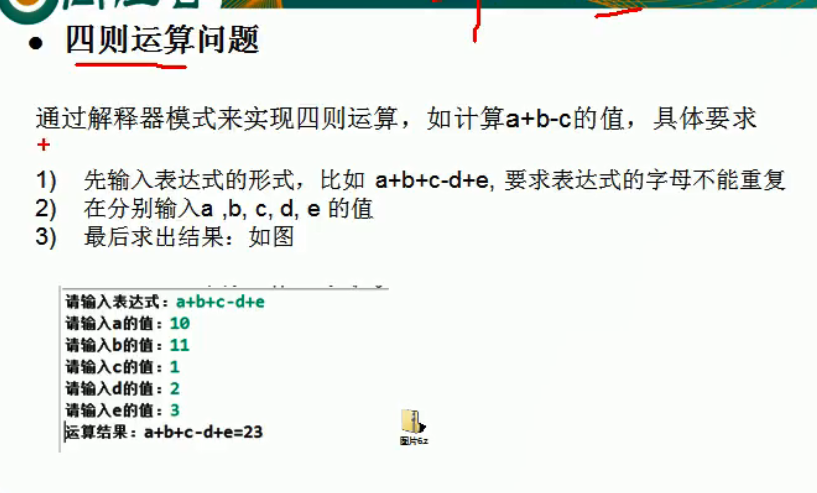 四则运算问题
通过解释器模式来实现四则运算，如计算a+b-c的值，具体要求
1) 先输入表达式的形式，比如 a+b+c-d+e, 要求表达式的字母不能重复
2) 在分别输入a ,b, c, d, e 的值
3) 最后求出结果：如图
请输入表达式：a+b+c-d+e
请输入a的值：10
请输入b的值：11
请输入c的值：1
请输入d的值：2
请输入e的值：3
运算结果：a+b+c-d+e=23
图片6.z